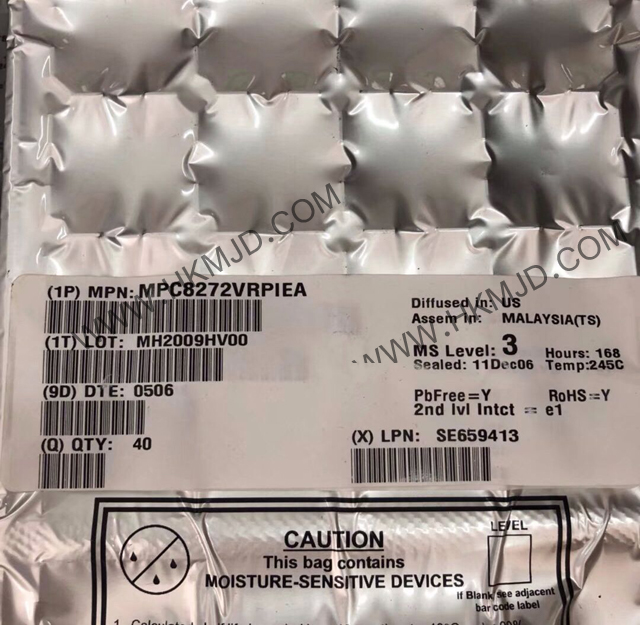 (1P) MPN: MPC8272VRPIEA
(1T) LOT: MH2009HV00
(9D) DTE: 0506
(Q) QTY: 40
Diffused In: US
Assem In: MALAYSIA(TS)
MS Level: 3 Hours: 168
Sealed: 11Dec06 Temp:245C
PbFree=Y RoHS=Y
2nd lvl Intct = e1
(X) LPN: SE659413
WWW.HKMJD.COM
WWW.HKMJD.COM
CAUTION
This bag contains
MOISTURE-SENSITIVE DEVICES
LEVEL
If Blank, see adjacent
bar code label